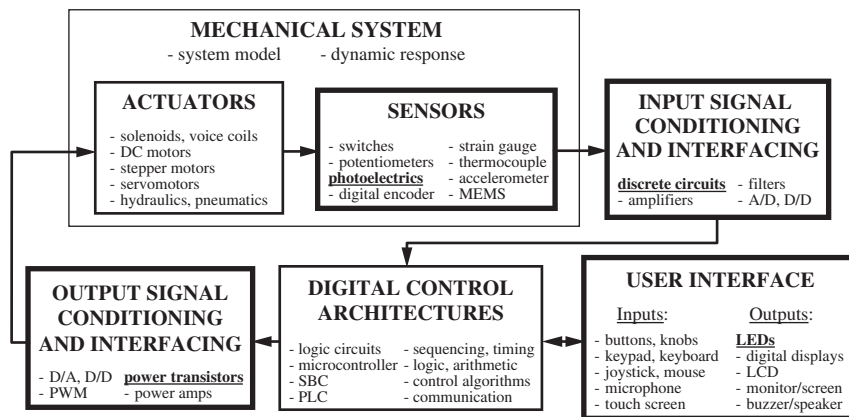 MECHANICAL SYSTEM
- system model - dynamic response
ACTUATORS
- solenoids, voice coils
- DC motors
- stepper motors
- servomotors
- hydraulics, pneumatics
SENSORS
- switches - strain gauge
- potentiometers - thermocouple
photoelectrics - accelerometer
- digital encoder - MEMS
INPUT SIGNAL
CONDITIONING
AND INTERFACING
discrete circuits - filters
- amplifiers - A/D, D/D
OUTPUT SIGNAL
CONDITIONING
AND INTERFACING
- D/A, D/D power transistors
- PWM - power amps
DIGITAL CONTROL
ARCHITECTURES
- logic circuits - sequencing, timing
- microcontroller - logic, arithmetic
- SBC - control algorithms
- PLC - communication
USER INTERFACE
Inputs: Outputs:
- buttons, knobs LEDs
- keypad, keyboard - digital displays
- joystick, mouse - LCD
- microphone - monitor/screen
- touch screen - buzzer/speaker